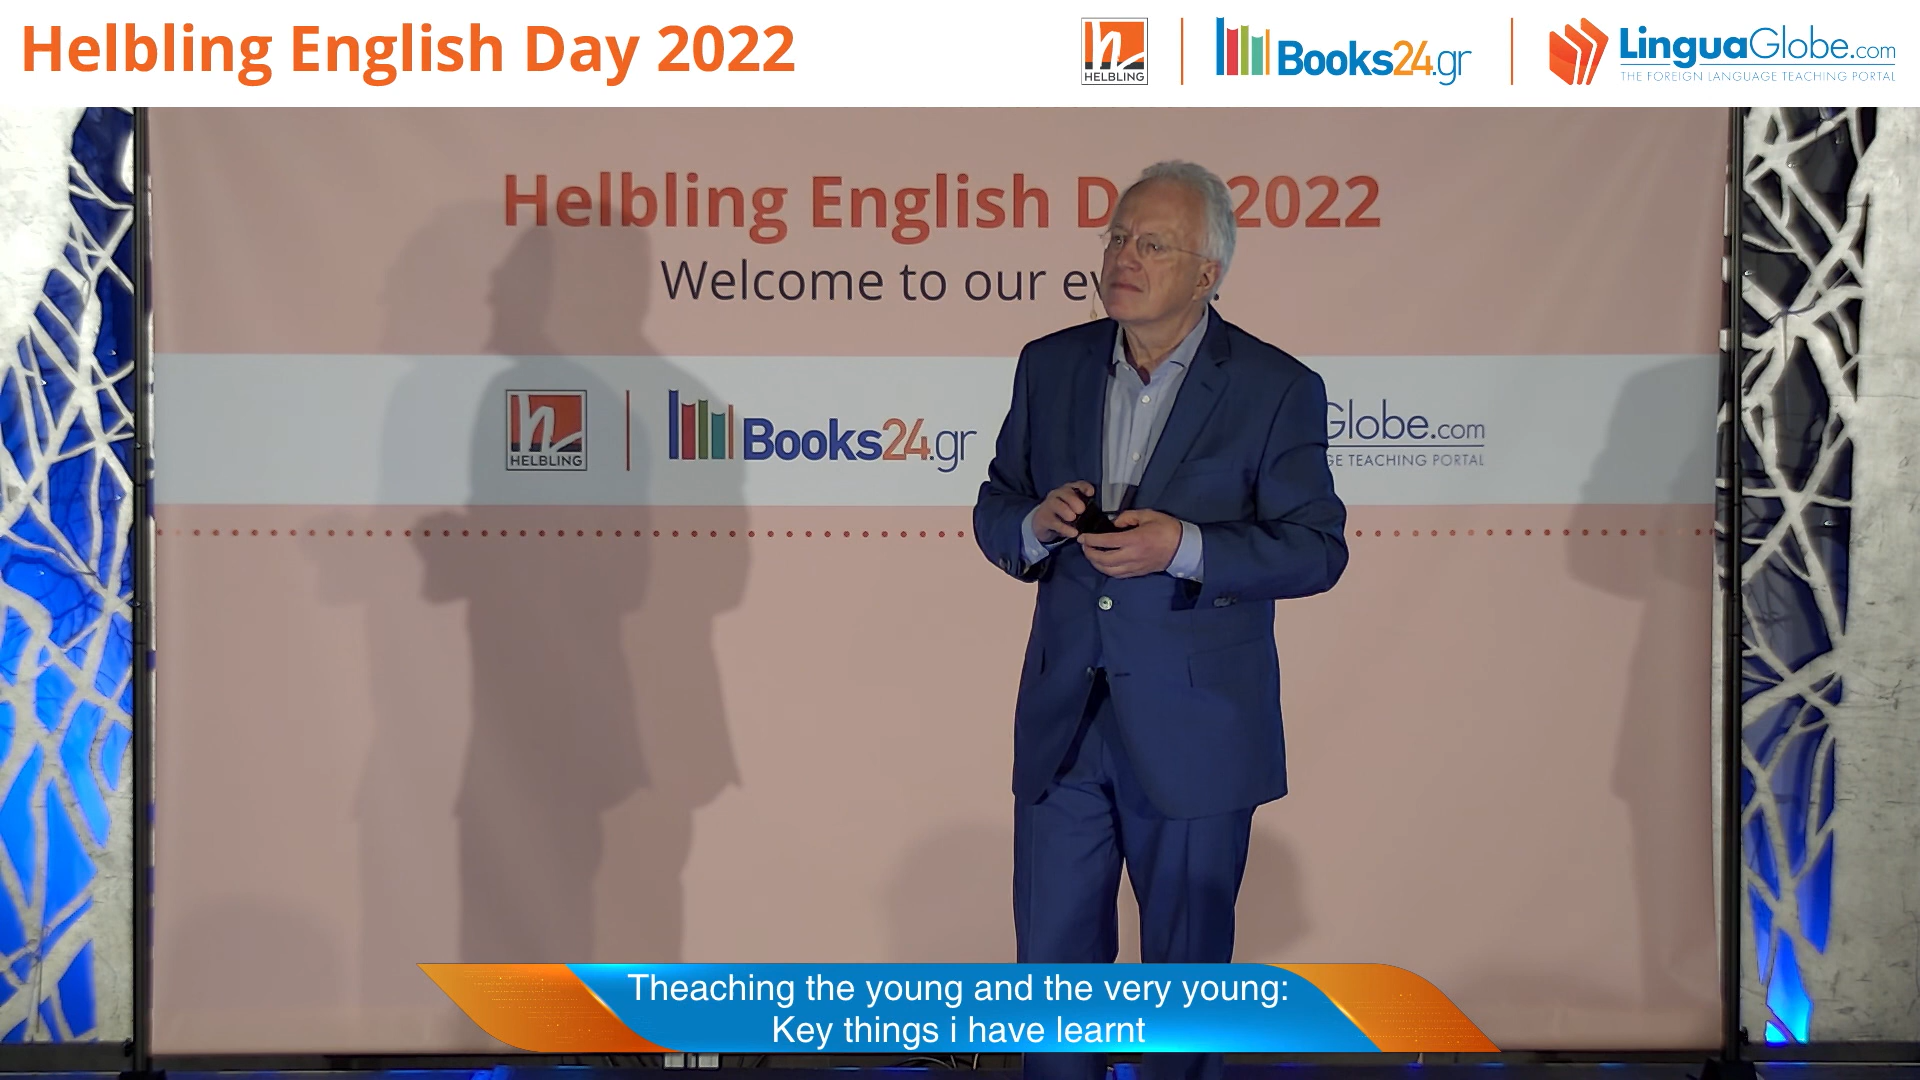 Helbling English Day 2022
HELBLING
Books24.gr
LinguaGlobe.com
THE FOREIGN LANGUAGE TEACHING PORTAL
Helbling English D 2022
Welcome to our ev .
HELBLING
Books24.gr
Globe.com
GE TEACHING PORTAL
Theaching the young and the very young:
Key things i have learnt